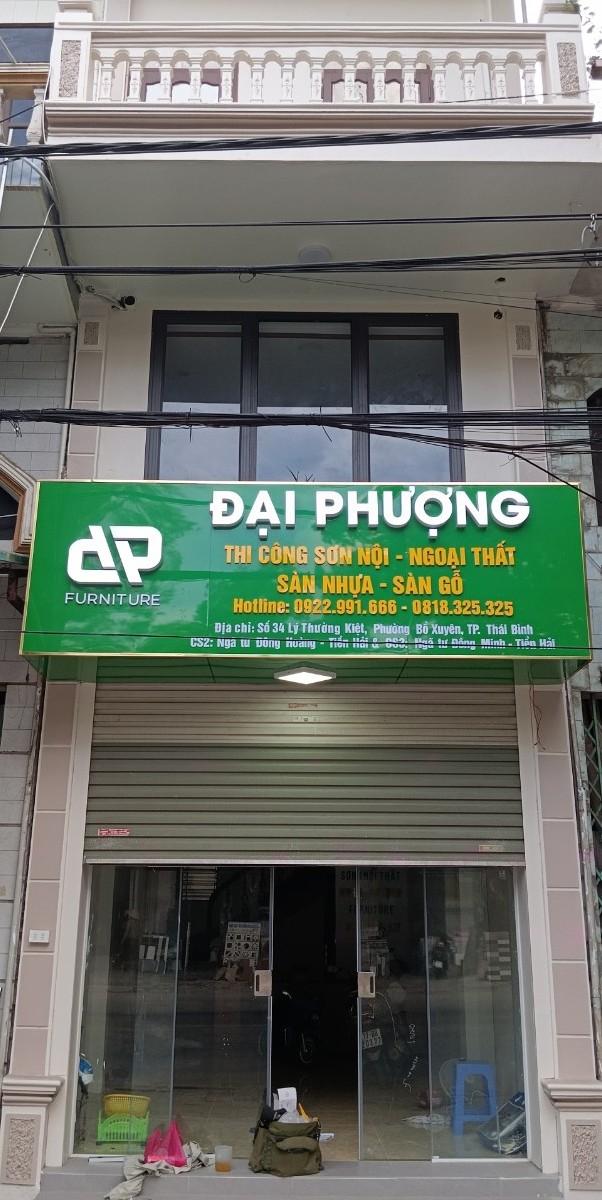 ĐẠI PHƯỢNG
dp
FURNITURE
THI CÔNG SƠN NỘI - NGOẠI THẤT
SÀN NHỰA - SÀN GỖ
Hotline: 0922.991.666 - 0818.325.325
Địa chỉ: Số 34 Lý Thường Kiệt, Phường Bồ Xuyên, TP. Thái Bình
CS2: Ngã tư Đông Hoàng - Tiền Hải & CS3: Ngã tư Đông Minh - Tiền Hải
FURNITURE